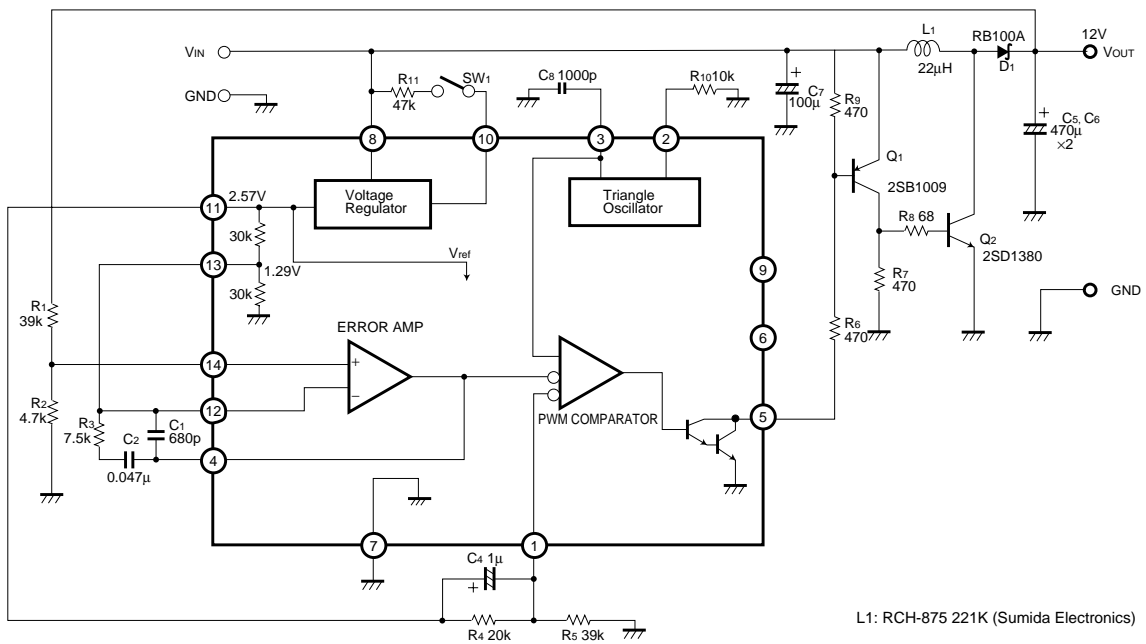 VIN
GND
R11
47k
SW1
C8 1000p
R10 10k
C7
100μ
R9
470
L1
22μH
RB100A
D1
12V
VOUT
C5, C6
470μ
×2
8
10
3
2
Voltage
Regulator
Triangle
Oscillator
Q1
2SB1009
R8 68
Q2
2SD1380
R7
470
R6
470
GND
11
2.57V
30k
13
1.29V
30k
Vref
9
6
5
R1
39k
ERROR AMP
14
+
−
12
PWM COMPARATOR
R2
4.7k
R3
7.5k
C1
680p
C2
0.047μ
4
7
1
C4 1μ
R4 20k
R5 39k
L1: RCH-875 221K (Sumida Electronics)